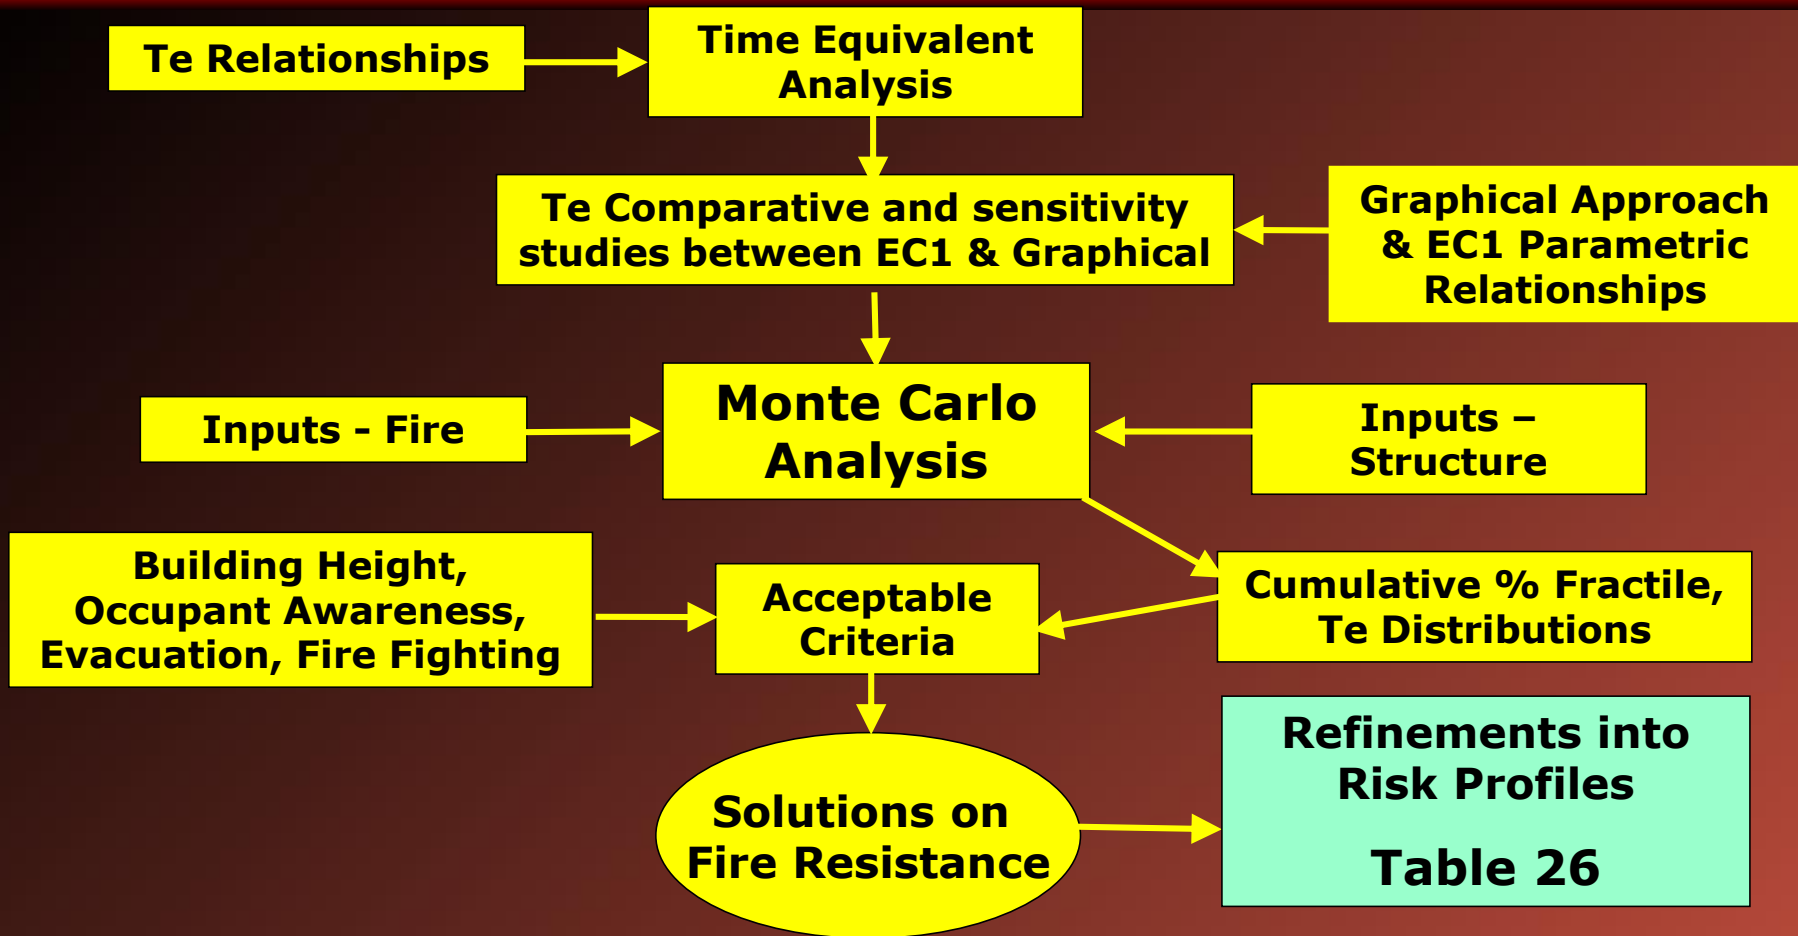 Te Relationships
Time Equivalent
Analysis
Te Comparative and sensitivity
studies between EC1 & Graphical
Graphical Approach
& EC1 Parametric
Relationships
Inputs - Fire
Monte Carlo
Analysis
Inputs –
Structure
Building Height,
Occupant Awareness,
Evacuation, Fire Fighting
Acceptable
Criteria
Cumulative % Fractile,
Te Distributions
Solutions on
Fire Resistance
Refinements into
Risk Profiles
Table 26